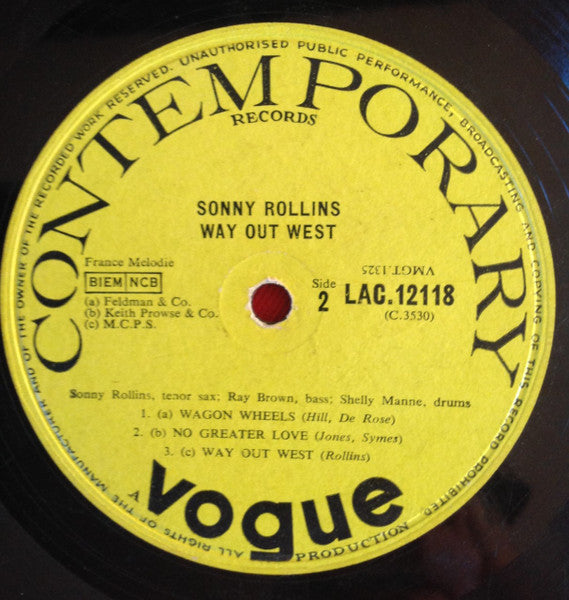 ALL RIGHTS OF THE MANUFACTURER AND OF THE OWNER OF THE RECORDED WORK RESERVED. UNAUTHORISED PUBLIC PERFORMANCE, BROADCASTING AND COPYING OF THIS RECORD PROHIBITED
CONTEMPORARY
RECORDS
SONNY ROLLINS
WAY OUT WEST
France Melodie
BIEM NCB
(a) Feldman & Co.
(b) Keith Prowse & Co.
(c) M.C.P.S.
VMGT.1325
Side
2
LAC.12118
(C.3530)
Sonny Rollins, tenor sax; Ray Brown, bass; Shelly Manne, drums
1. (a) WAGON WHEELS (Hill, De Rose)
2. (b) NO GREATER LOVE (Jones, Symes)
3. (c) WAY OUT WEST (Rollins)
A
vogue
PRODUCTION